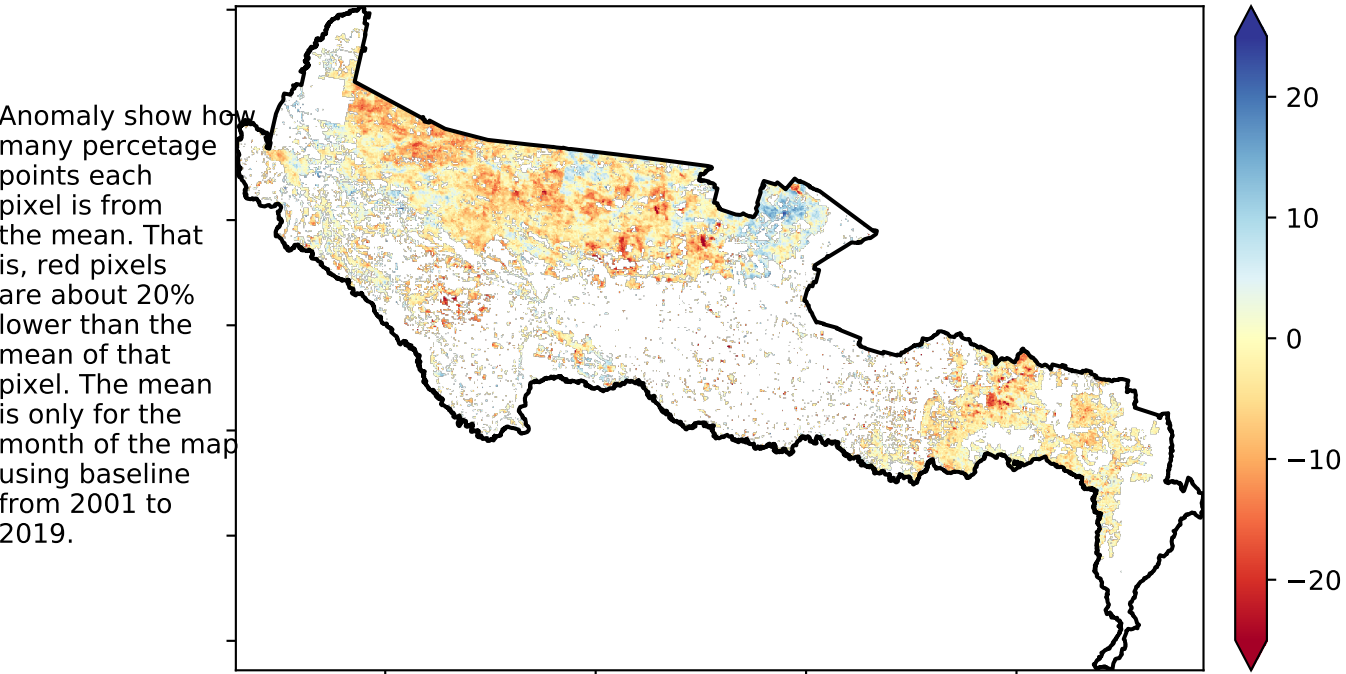 Anomaly show how
many percetage
points each
pixel is from
the mean. That
is, red pixels
are about 20%
lower than the
mean of that
pixel. The mean
is only for the
month of the map
using baseline
from 2001 to
2019.
20
10
0
−10
−20